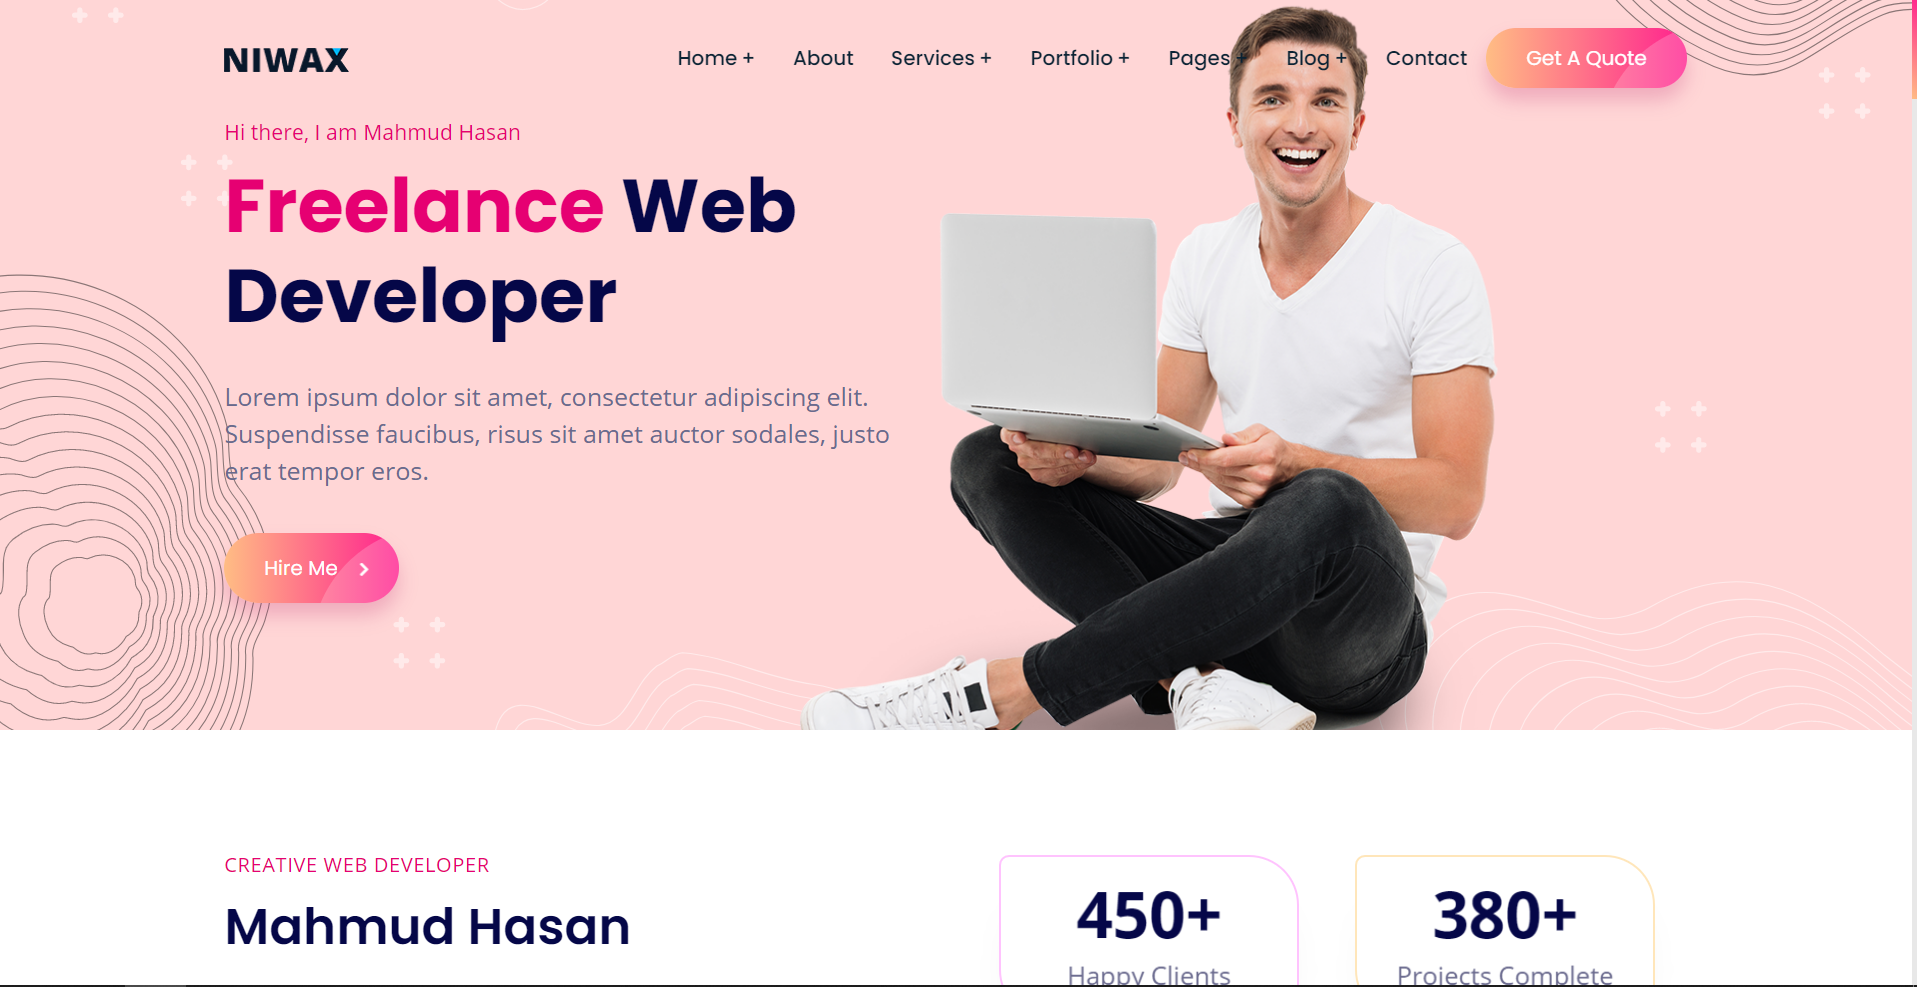 NIWAX
Home + About Services + Portfolio + Pages + Blog + Contact Get A Quote
Hi there, I am Mahmud Hasan
Freelance Web
Developer
Lorem ipsum dolor sit amet, consectetur adipiscing elit.
Suspendisse faucibus, risus sit amet auctor sodales, justo
erat tempor eros.
Hire Me
CREATIVE WEB DEVELOPER
Mahmud Hasan
450+
Happy Clients
380+
Projects Complete